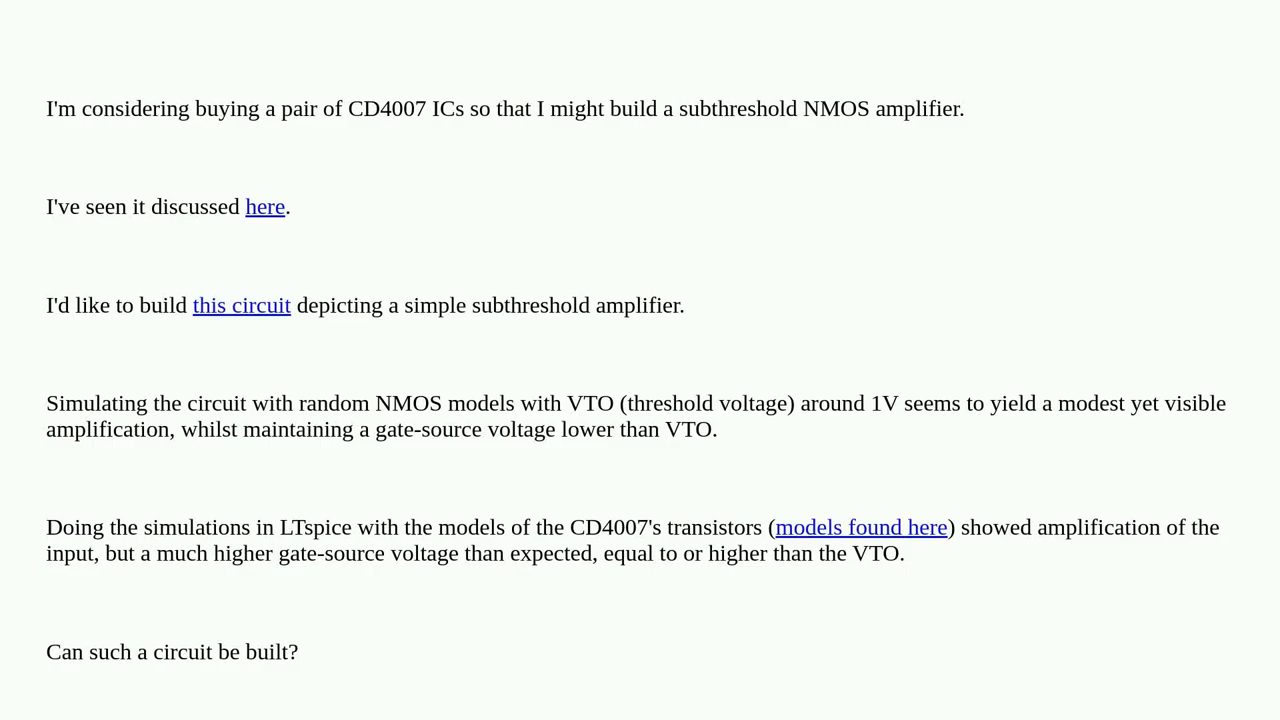 I'm considering buying a pair of CD4007 ICs so that I might build a subthreshold NMOS amplifier.
I've seen it discussed here.
I'd like to build this circuit depicting a simple subthreshold amplifier.
Simulating the circuit with random NMOS models with VTO (threshold voltage) around 1V seems to yield a modest yet visible
amplification, whilst maintaining a gate-source voltage lower than VTO.
Doing the simulations in LTspice with the models of the CD4007's transistors (models found here) showed amplification of the
input, but a much higher gate-source voltage than expected, equal to or higher than the VTO.
Can such a circuit be built?